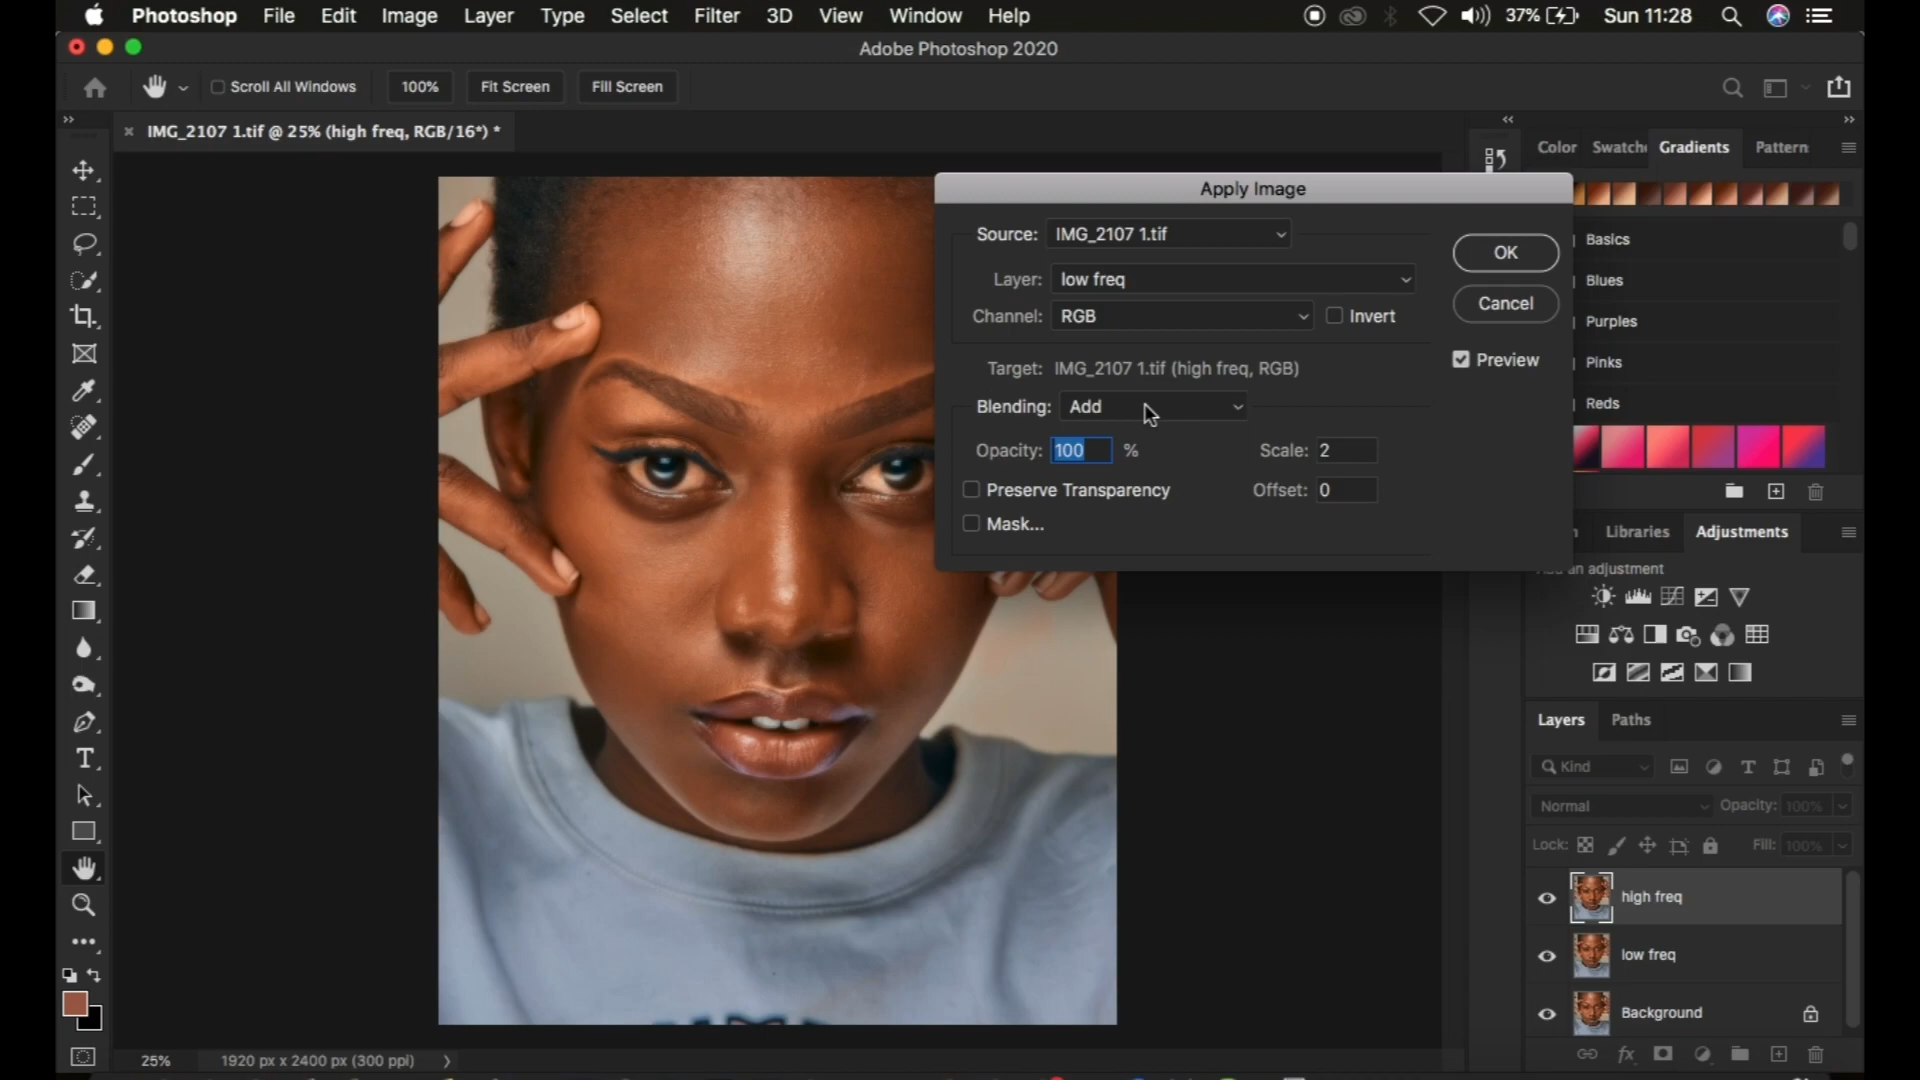 Photoshop File Edit Image Layer Type Select Filter 3D View Window Help 37% Sun 11:28
Adobe Photoshop 2020
Scroll All Windows 100% Fit Screen Fill Screen
IMG_2107 1.tif @ 25% (high freq, RGB/16*) *
Color Swatche Gradients Pattern
Apply Image
Source: IMG_2107 1.tif
Layer: low freq
Channel: RGB Invert
Target: IMG_2107 1.tif (high freq, RGB)
Blending: Add
Opacity: 100 % Scale: 2
Preserve Transparency Offset: 0
Mask...
OK
Cancel
Preview
Basics
Blues
Purples
Pinks
Reds
Libraries Adjustments
an adjustment
Layers Paths
Kind
Normal Opacity: 100%
Lock: Fill: 100%
high freq
low freq
Background
25% 1920 px x 2400 px (300 ppi)